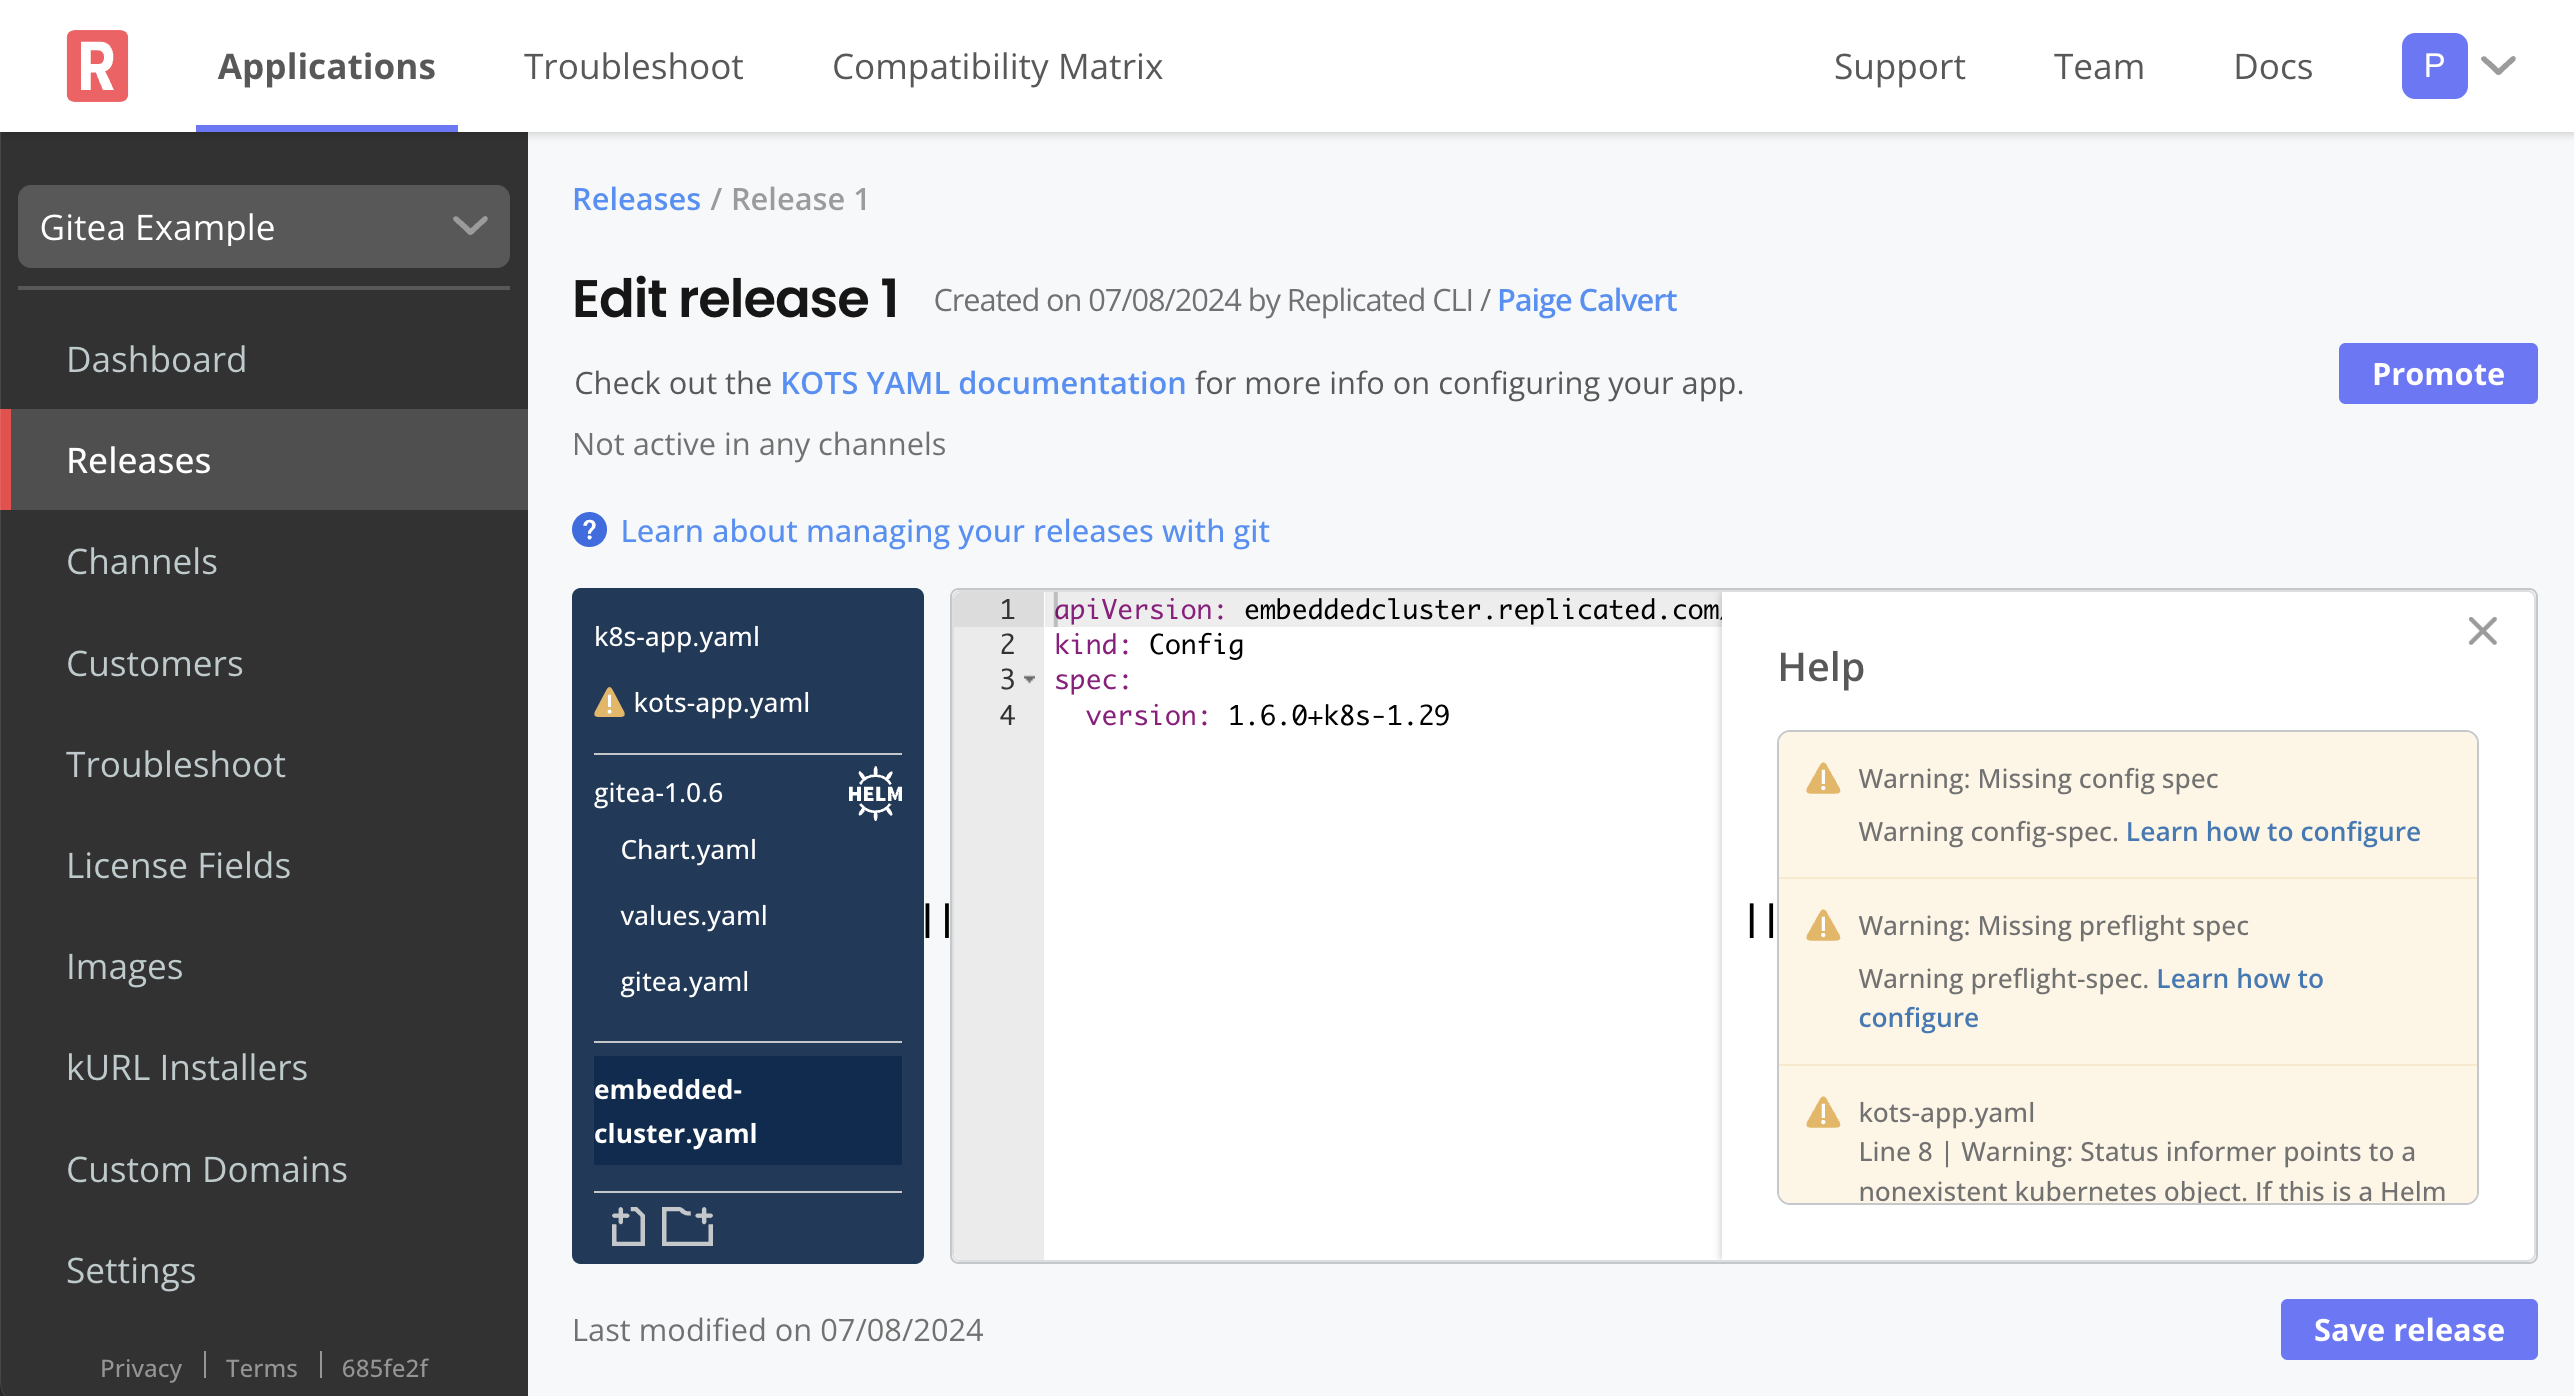 R
Applications
Troubleshoot
Compatibility Matrix
Support
Team
Docs
P
Gitea Example
Dashboard
Releases
Channels
Customers
Troubleshoot
License Fields
Images
kURL Installers
Custom Domains
Settings
Privacy | Terms | 685fe2f
Releases / Release 1
Edit release 1
Created on 07/08/2024 by Replicated CLI / Paige Calvert
Check out the KOTS YAML documentation for more info on configuring your app.
Promote
Not active in any channels
? Learn about managing your releases with git
k8s-app.yaml
kots-app.yaml
gitea-1.0.6
HELM
Chart.yaml
values.yaml
gitea.yaml
embedded-
cluster.yaml
1 apiVersion: embeddedcluster.replicated.com
2 kind: Config
3 spec:
4 version: 1.6.0+k8s-1.29
Help
Warning: Missing config spec
Warning config-spec. Learn how to configure
Warning: Missing preflight spec
Warning preflight-spec. Learn how to
configure
kots-app.yaml
Line 8 | Warning: Status informer points to a
nonexistent kubernetes object. If this is a Helm
Last modified on 07/08/2024
Save release